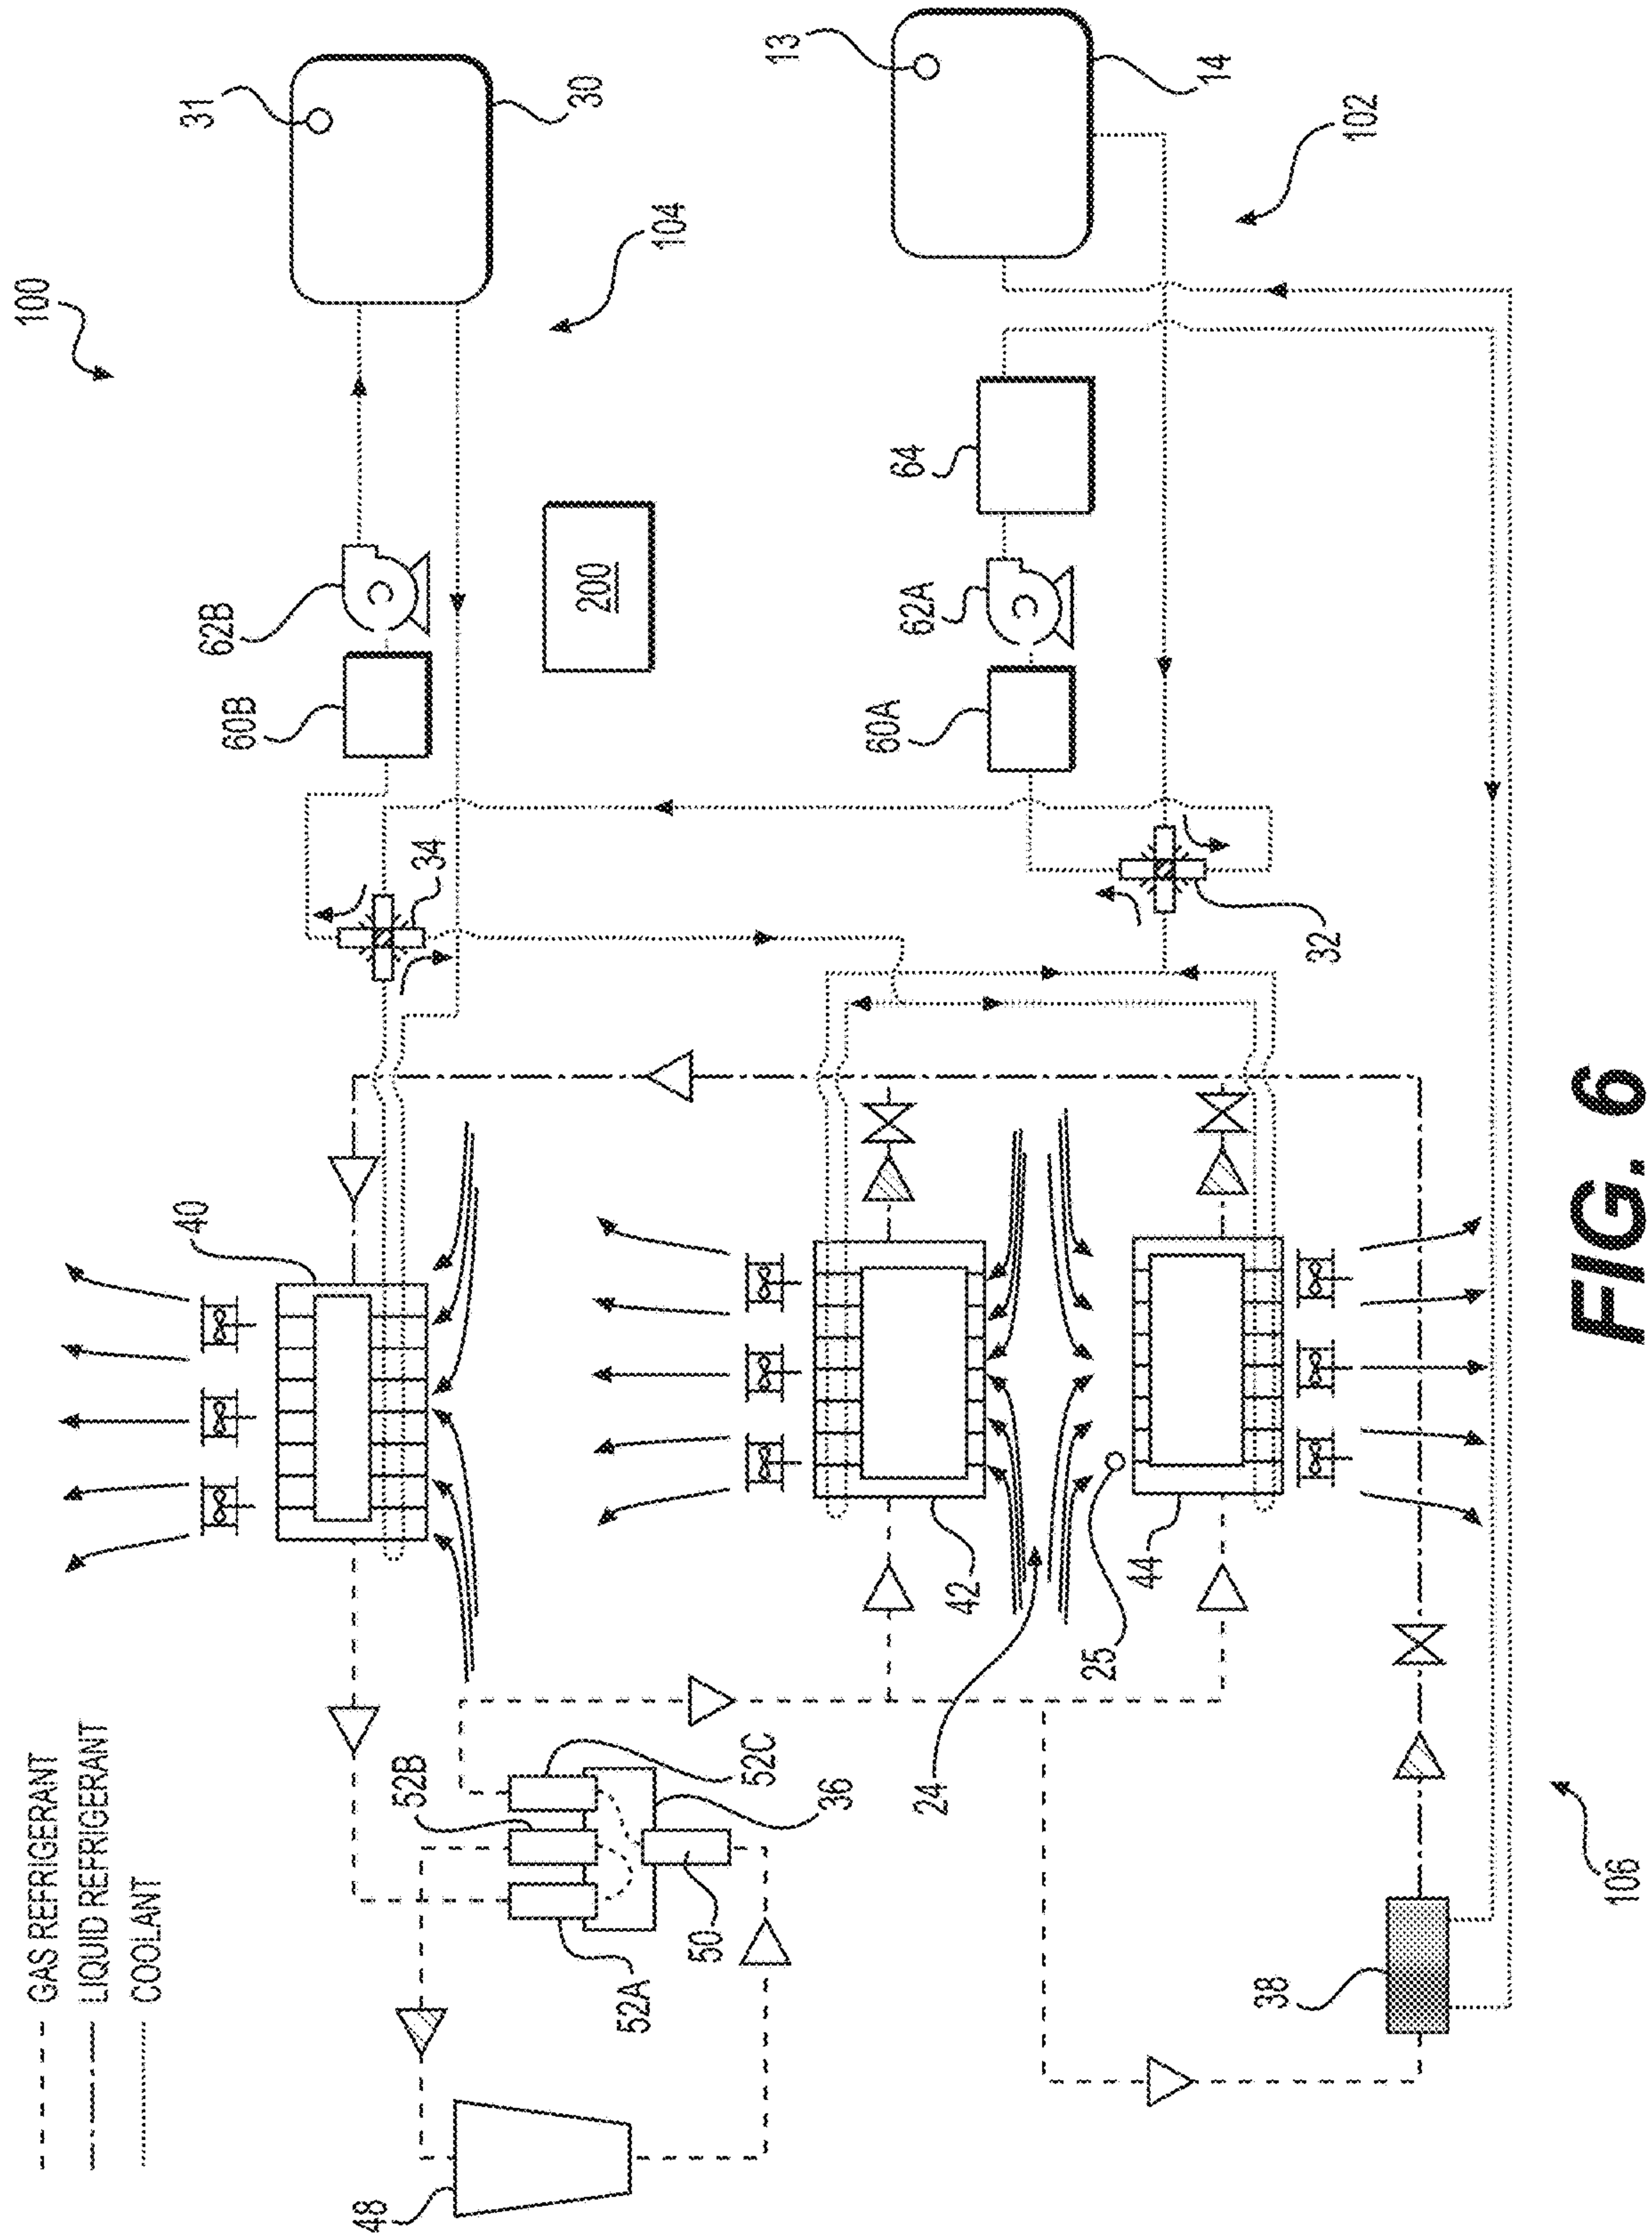 GAS REFRIGERANT
LIQUID REFRIGERANT
COOLANT
100
31
30
104
13
14
102
62B
60B
200
64
62A
60A
34
32
40
42
44
25
24
52B
52C
36
52A
50
48
38
106
FIG. 6